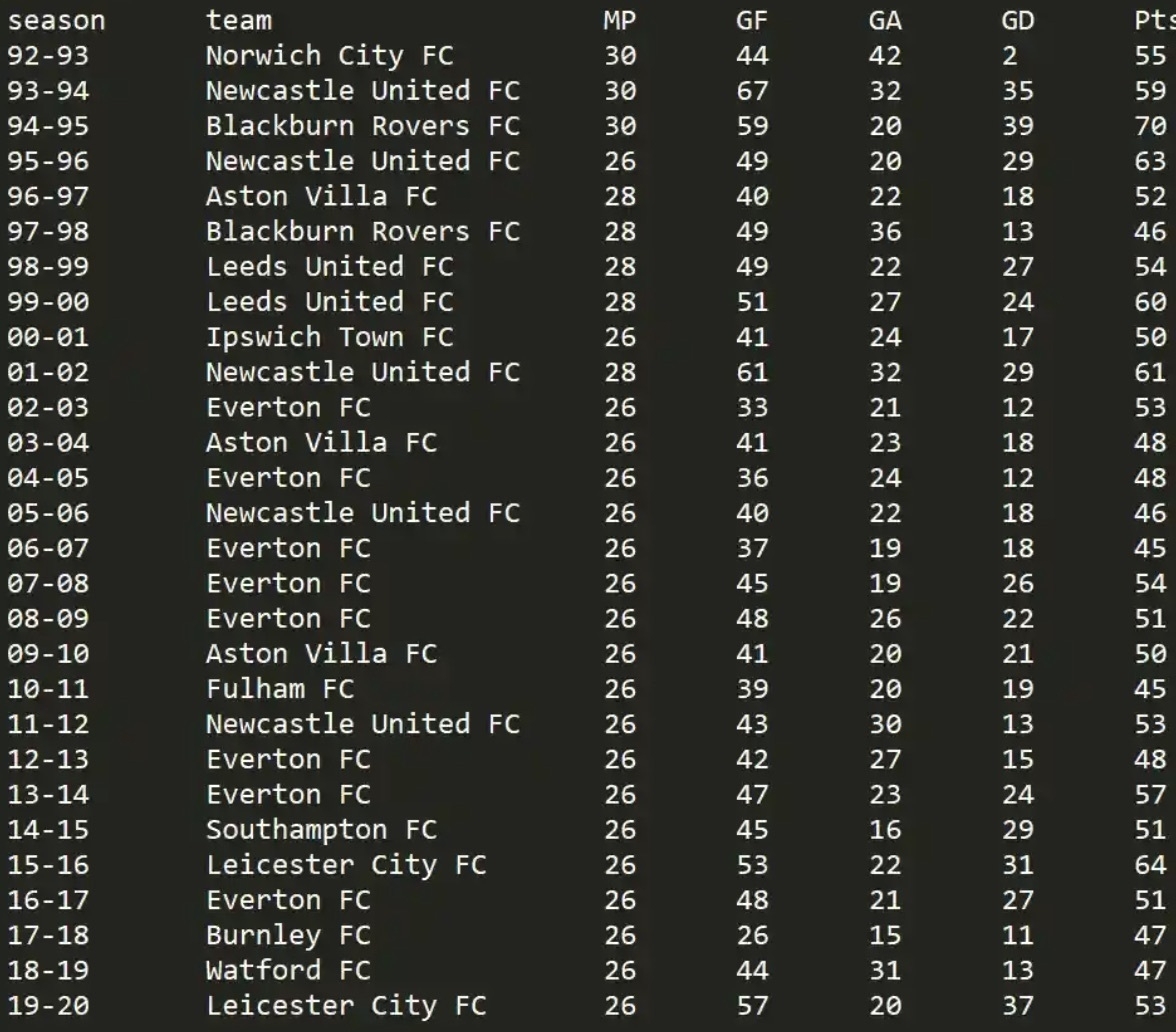 season team MP GF GA GD Pts
92-93 Norwich City FC 30 44 42 2 55
93-94 Newcastle United FC 30 67 32 35 59
94-95 Blackburn Rovers FC 30 59 20 39 70
95-96 Newcastle United FC 26 49 20 29 63
96-97 Aston Villa FC 28 40 22 18 52
97-98 Blackburn Rovers FC 28 49 36 13 46
98-99 Leeds United FC 28 49 22 27 54
99-00 Leeds United FC 28 51 27 24 60
00-01 Ipswich Town FC 26 41 24 17 50
01-02 Newcastle United FC 28 61 32 29 61
02-03 Everton FC 26 33 21 12 53
03-04 Aston Villa FC 26 41 23 18 48
04-05 Everton FC 26 36 24 12 48
05-06 Newcastle United FC 26 40 22 18 46
06-07 Everton FC 26 37 19 18 45
07-08 Everton FC 26 45 19 26 54
08-09 Everton FC 26 48 26 22 51
09-10 Aston Villa FC 26 41 20 21 50
10-11 Fulham FC 26 39 20 19 45
11-12 Newcastle United FC 26 43 30 13 53
12-13 Everton FC 26 42 27 15 48
13-14 Everton FC 26 47 23 24 57
14-15 Southampton FC 26 45 16 29 51
15-16 Leicester City FC 26 53 22 31 64
16-17 Everton FC 26 48 21 27 51
17-18 Burnley FC 26 26 15 11 47
18-19 Watford FC 26 44 31 13 47
19-20 Leicester City FC 26 57 20 37 53